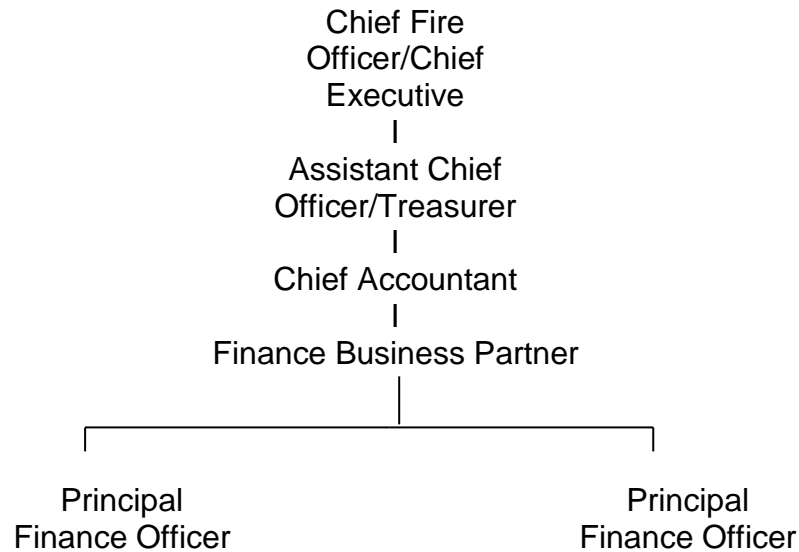 Chief Fire
Officer/Chief
Executive
Assistant Chief
Officer/Treasurer
Chief Accountant
Finance Business Partner
Principal
Finance Officer
Principal
Finance Officer